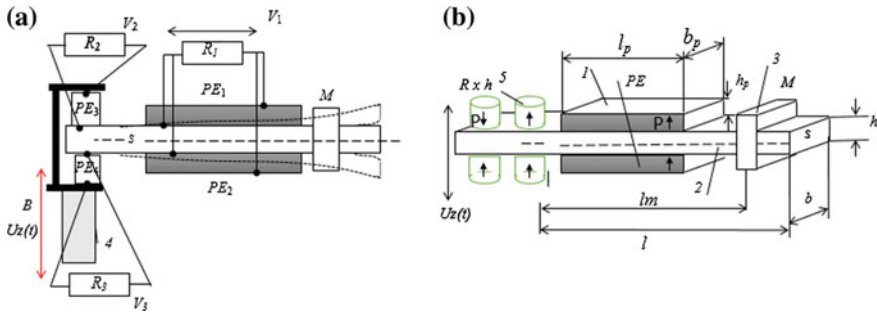 (a)
V2
R2
V1
R1
PE1
PE3
M
s
PE2
B
Uz(t)
4
R3
V3
(b)
lp
bp
1
3
5
R x h
PE
hp
M
P
P
h
s
Uz(t)
2
lm
b
l